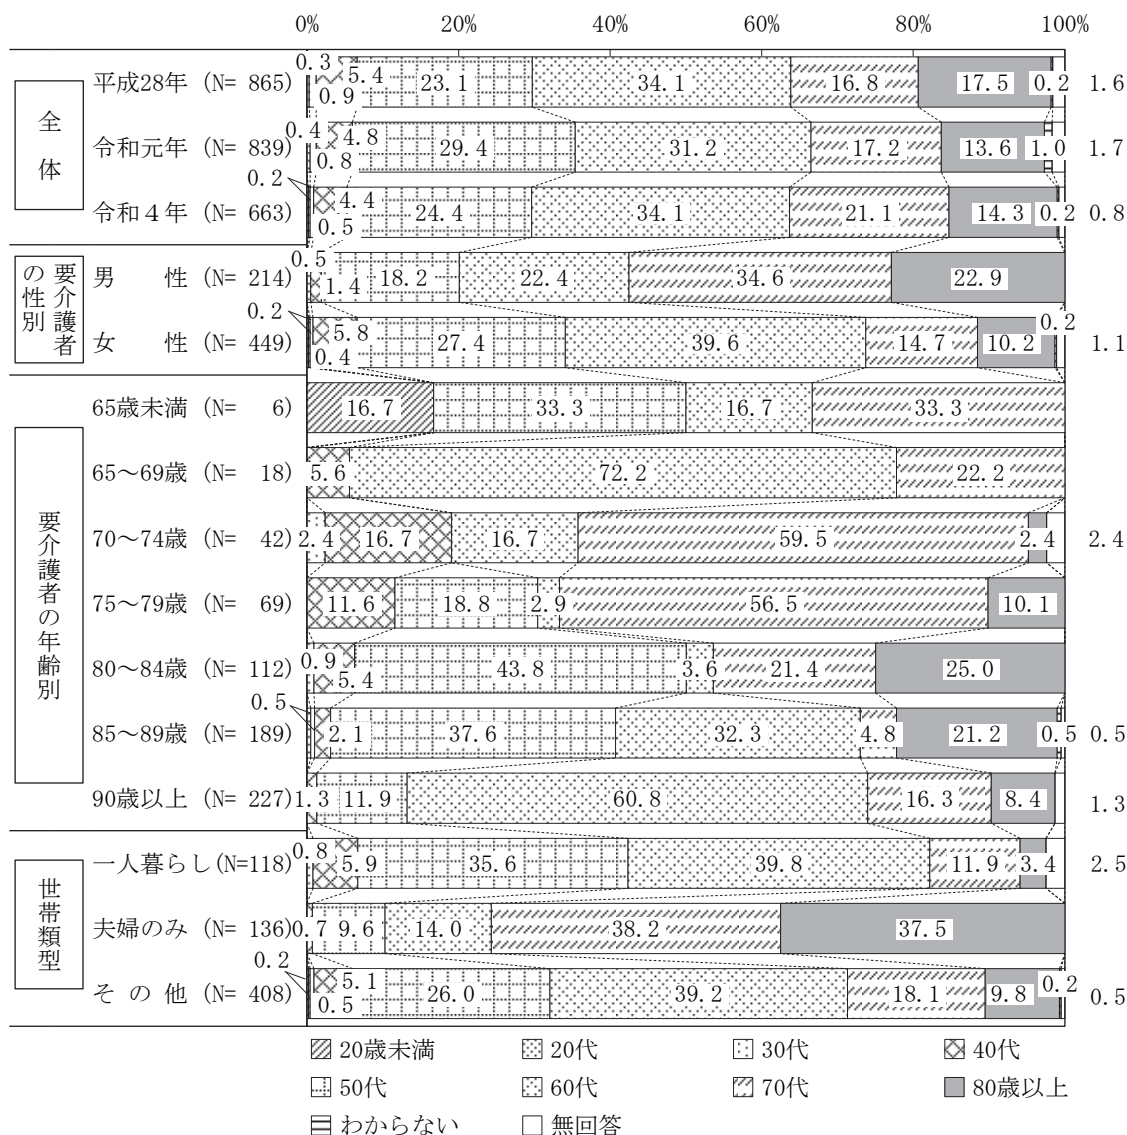 0% 20% 40% 60% 80% 100%
全体
平成28年 (N= 865) 0.3 0.9 5.4 23.1 34.1 16.8 17.5 0.2 1.6
令和元年 (N= 839) 0.4 0.8 4.8 29.4 31.2 17.2 13.6 1.0 1.7
令和４年 (N= 663) 0.2 0.5 4.4 24.4 34.1 21.1 14.3 0.2 0.8
要介護者の性別
男　　性 (N= 214) 0.5 1.4 18.2 22.4 34.6 22.9
女　　性 (N= 449) 0.2 0.4 5.8 27.4 39.6 14.7 10.2 0.2 1.1
要介護者の年齢別
65歳未満 (N= 6) 16.7 33.3 16.7 33.3
65～69歳 (N= 18) 5.6 72.2 22.2
70～74歳 (N= 42) 2.4 16.7 16.7 59.5 2.4 2.4
75～79歳 (N= 69) 11.6 18.8 2.9 56.5 10.1
80～84歳 (N= 112) 0.9 5.4 43.8 3.6 21.4 25.0
85～89歳 (N= 189) 0.5 2.1 37.6 32.3 4.8 21.2 0.5 0.5
90歳以上 (N= 227) 1.3 11.9 60.8 16.3 8.4 1.3
世帯類型
一人暮らし(N=118) 0.8 5.9 35.6 39.8 11.9 3.4 2.5
夫婦のみ (N= 136) 0.7 9.6 14.0 38.2 37.5
そ の 他 (N= 408) 0.2 0.5 5.1 26.0 39.2 18.1 9.8 0.2 0.5
20歳未満 20代 30代 40代
50代 60代 70代 80歳以上
わからない 無回答